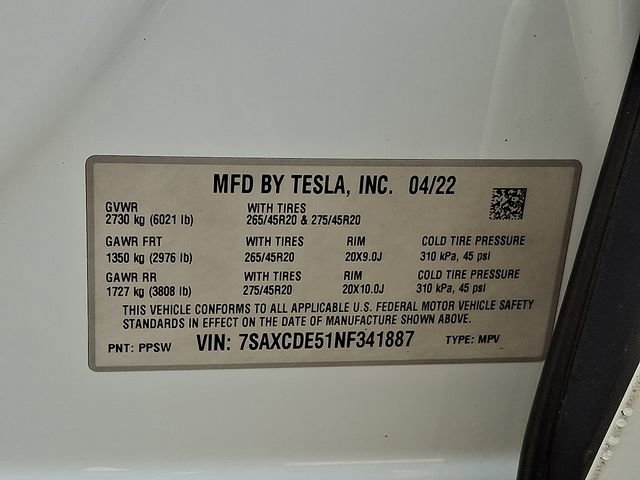 MFD BY TESLA, INC. 04/22
GVWR WITH TIRES
2730 kg (6021 lb) 265/45R20 & 275/45R20
GAWR FRT WITH TIRES RIM COLD TIRE PRESSURE
1350 kg (2976 lb) 265/45R20 20X9.0J 310 kPa, 45 psi
GAWR RR WITH TIRES RIM COLD TIRE PRESSURE
1727 kg (3808 lb) 275/45R20 20X10.0J 310 kPa, 45 psi
THIS VEHICLE CONFORMS TO ALL APPLICABLE U.S. FEDERAL MOTOR VEHICLE SAFETY
STANDARDS IN EFFECT ON THE DATE OF MANUFACTURE SHOWN ABOVE.
PNT: PPSW VIN: 7SAXCDE51NF341887 TYPE: MPV